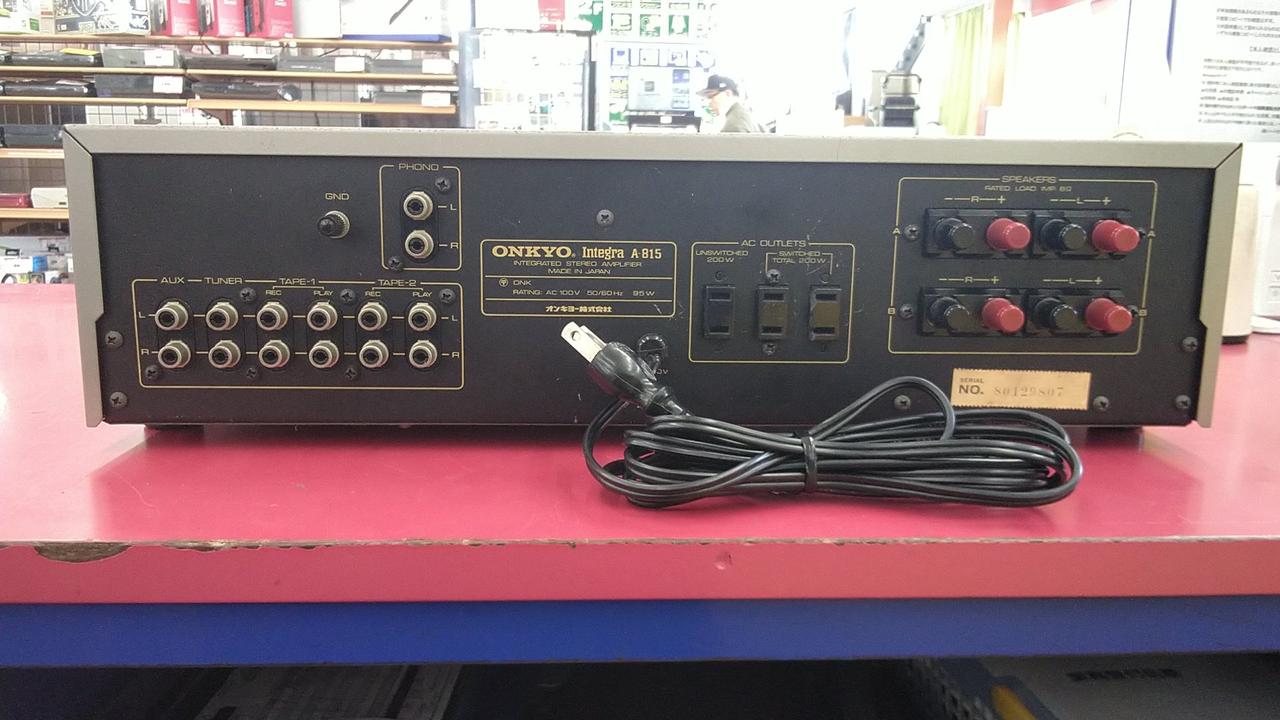 PHONO
GND
L
R
AUX TUNER TAPE-1 TAPE-2
REC PLAY REC PLAY
L L
R R
ONKYO. Integra A-815
INTEGRATED STEREO AMPLIFIER
MADE IN JAPAN
ONK
RATING: AC 100V 50/60Hz 95W
オンキヨー株式会社
AC OUTLETS
UNSWITCHED
200W
SWITCHED
TOTAL 200W
SPEAKERS
RATED LOAD IMP. 8Ω
− R + − L +
A A
− R + − L +
B B
SERIAL
NO. 80129807